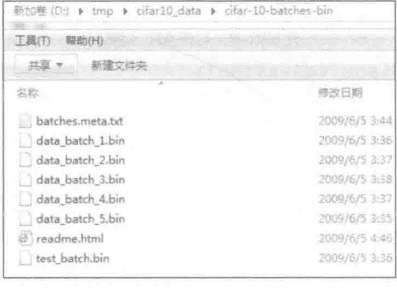 新加卷 (D:) ▸ tmp ▸ cifar10_data ▸ cifar-10-batches-bin
工具(T) 帮助(H)
共享 ▼ 新建文件夹
名称 修改日期
batches.meta.txt 2009/6/5 3:44
data_batch_1.bin 2009/6/5 3:36
data_batch_2.bin 2009/6/5 3:37
data_batch_3.bin 2009/6/5 3:38
data_batch_4.bin 2009/6/5 3:37
data_batch_5.bin 2009/6/5 3:35
readme.html 2009/6/5 4:46
test_batch.bin 2009/6/5 3:36